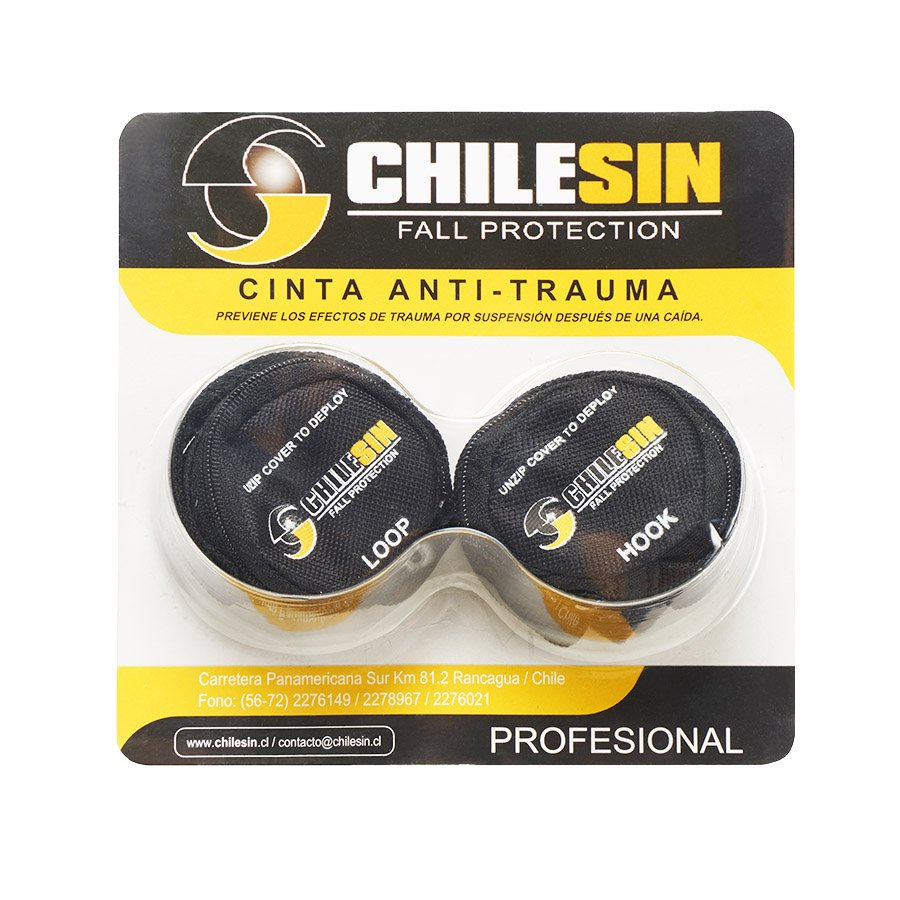 CHILESIN
FALL PROTECTION
CINTA ANTI-TRAUMA
PREVIENE LOS EFECTOS DE TRAUMA POR SUSPENSIÓN DESPUÉS DE UNA CAÍDA.
UNZIP COVER TO DEPLOY
CHILESIN
FALL PROTECTION
LOOP
UNZIP COVER TO DEPLOY
CHILESIN
FALL PROTECTION
HOOK
Carretera Panamericana Sur Km 81.2 Rancagua / Chile
Fono: (56-72) 2276149 / 2278967 / 2276021
www.chilesin.cl / contacto@chilesin.cl
PROFESIONAL